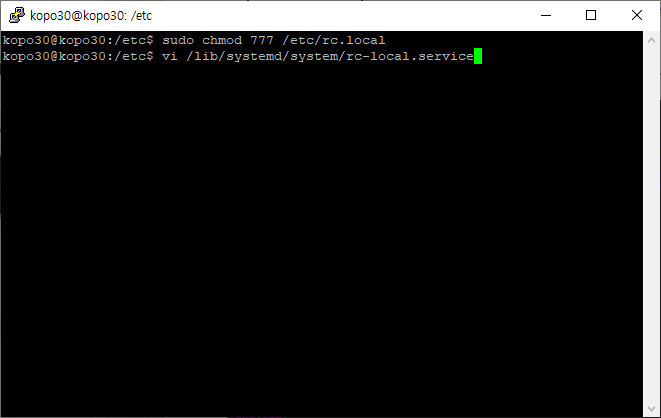 kopo30@kopo30: /etc
kopo30@kopo30:/etc$ sudo chmod 777 /etc/rc.local
kopo30@kopo30:/etc$ vi /lib/systemd/system/rc-local.service